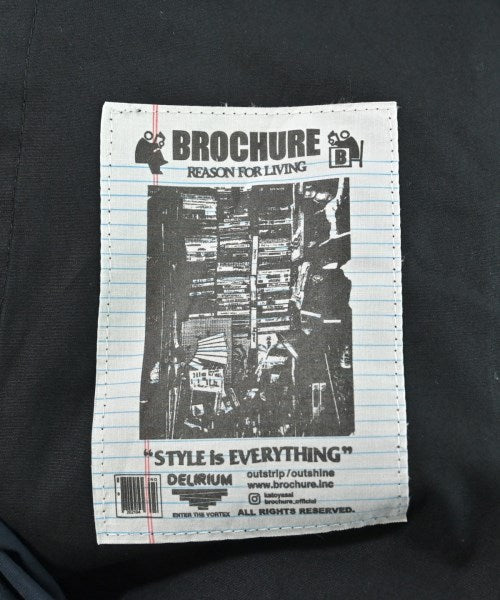 BROCHURE
REASON FOR LIVING
B
"STYLE is EVERYTHING"
DELIRIUM
ENTER THE VORTEX
outstrip/outshine
www.brochure.inc
katoyasai
brochure_official
ALL RIGHTS RESERVED.